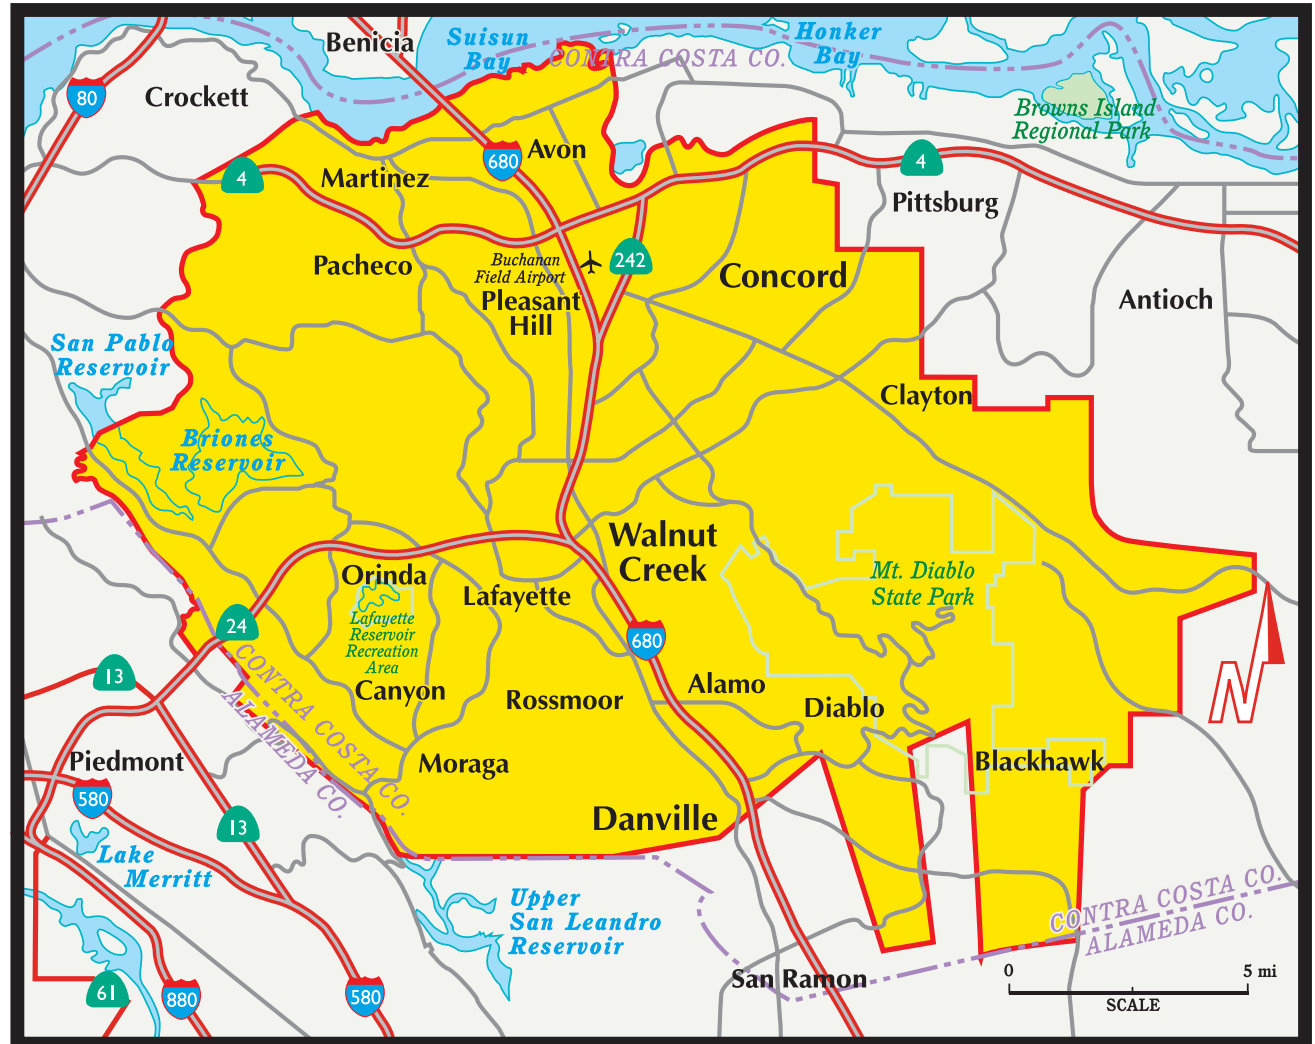 Benicia
Suisun
Bay
CONTRA COSTA CO.
Honker
Bay
80
Crockett
Browns Island
Regional Park
680
Avon
4
Martinez
4
Pittsburg
Pacheco
Buchanan
Field Airport
242
Concord
Pleasant
Hill
Antioch
San Pablo
Reservoir
Clayton
Briones
Reservoir
Walnut
Creek
Mt. Diablo
State Park
Orinda
Lafayette
Lafayette
Reservoir
Recreation
Area
24
680
N
13
CONTRA COSTA CO.
ALAMEDA CO.
Canyon
Rossmoor
Alamo
Diablo
Piedmont
Moraga
Blackhawk
580
13
Danville
Lake
Merritt
Upper
San Leandro
Reservoir
CONTRA COSTA CO.
ALAMEDA CO.
San Ramon
61
880
580
0
5 mi
SCALE